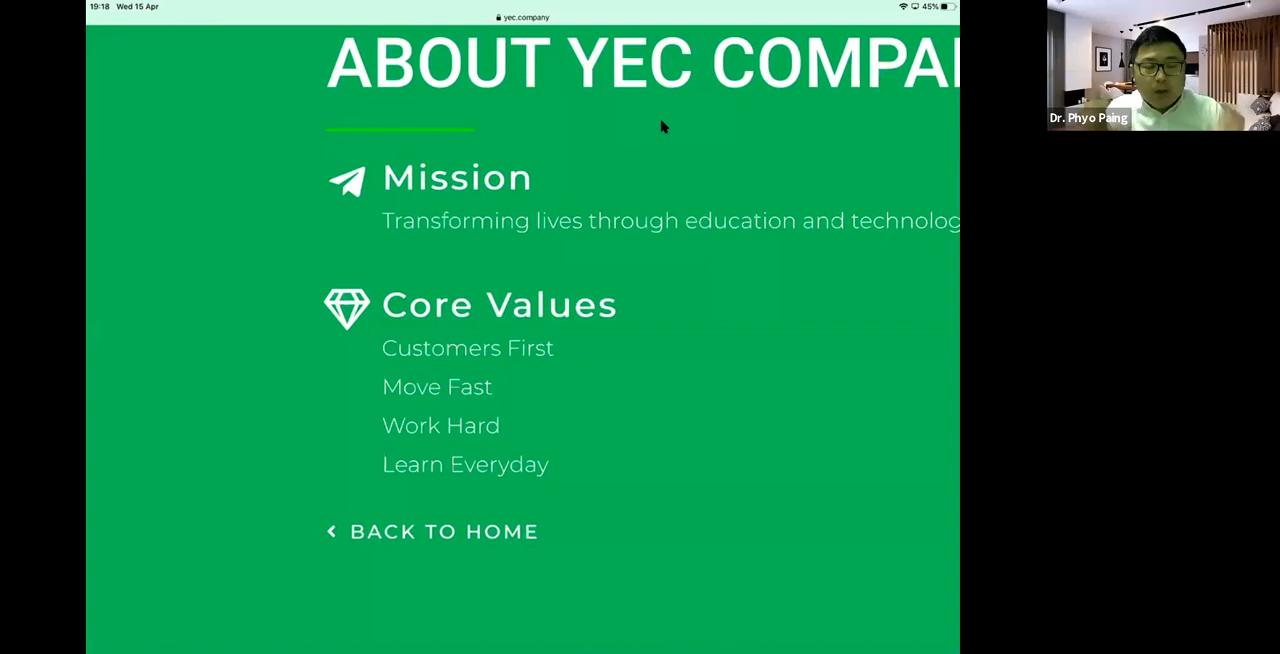 19:18 Wed 15 Apr
45%
yec.company
ABOUT YEC COMPA
Mission
Transforming lives through education and technolog
Core Values
Customers First
Move Fast
Work Hard
Learn Everyday
BACK TO HOME
Dr. Phyo Paing